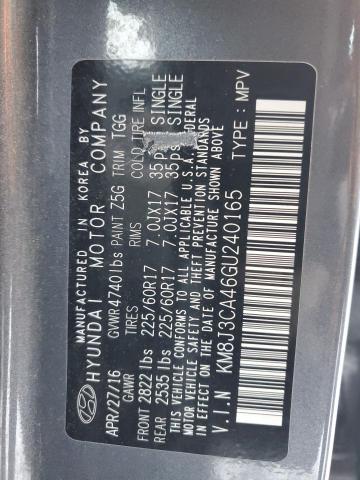 MANUFACTURED IN KOREA BY
HYUNDAI MOTOR COMPANY
APR/27/16 GVWR 4740 lbs PAINT Z5G TRIM TGG
GAWR TIRES RIMS COLD TIRE INFL
FRONT 2822 lbs 225/60R17 7.0JX17 35 SINGLE
REAR 2535 lbs 225/60R17 7.0JX17 35psi SINGLE
THIS VEHICLE CONFORMS TO ALL APPLICABLE U.S.A. FEDERAL
MOTOR VEHICLE SAFETY AND THEFT PREVENTION STANDARDS
IN EFFECT ON THE DATE OF MANUFACTURE SHOWN ABOVE
V.I.N KM8J3CA446GU240165 TYPE : MPV